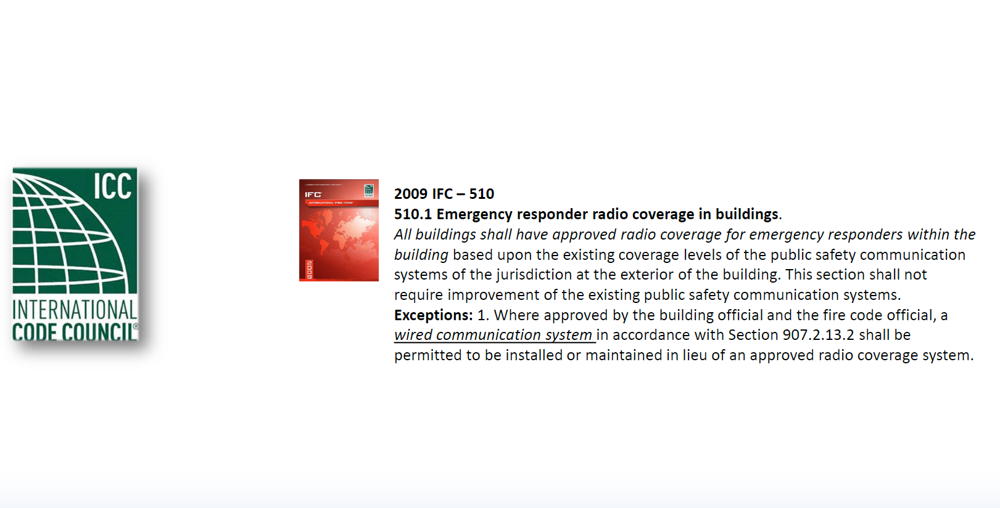 ICC
INTERNATIONAL
CODE COUNCIL®
IFC
INTERNATIONAL FIRE CODE®
2009
2009 IFC – 510
510.1 Emergency responder radio coverage in buildings.
All buildings shall have approved radio coverage for emergency responders within the
building based upon the existing coverage levels of the public safety communication
systems of the jurisdiction at the exterior of the building. This section shall not
require improvement of the existing public safety communication systems.
Exceptions: 1. Where approved by the building official and the fire code official, a
wired communication system in accordance with Section 907.2.13.2 shall be
permitted to be installed or maintained in lieu of an approved radio coverage system.